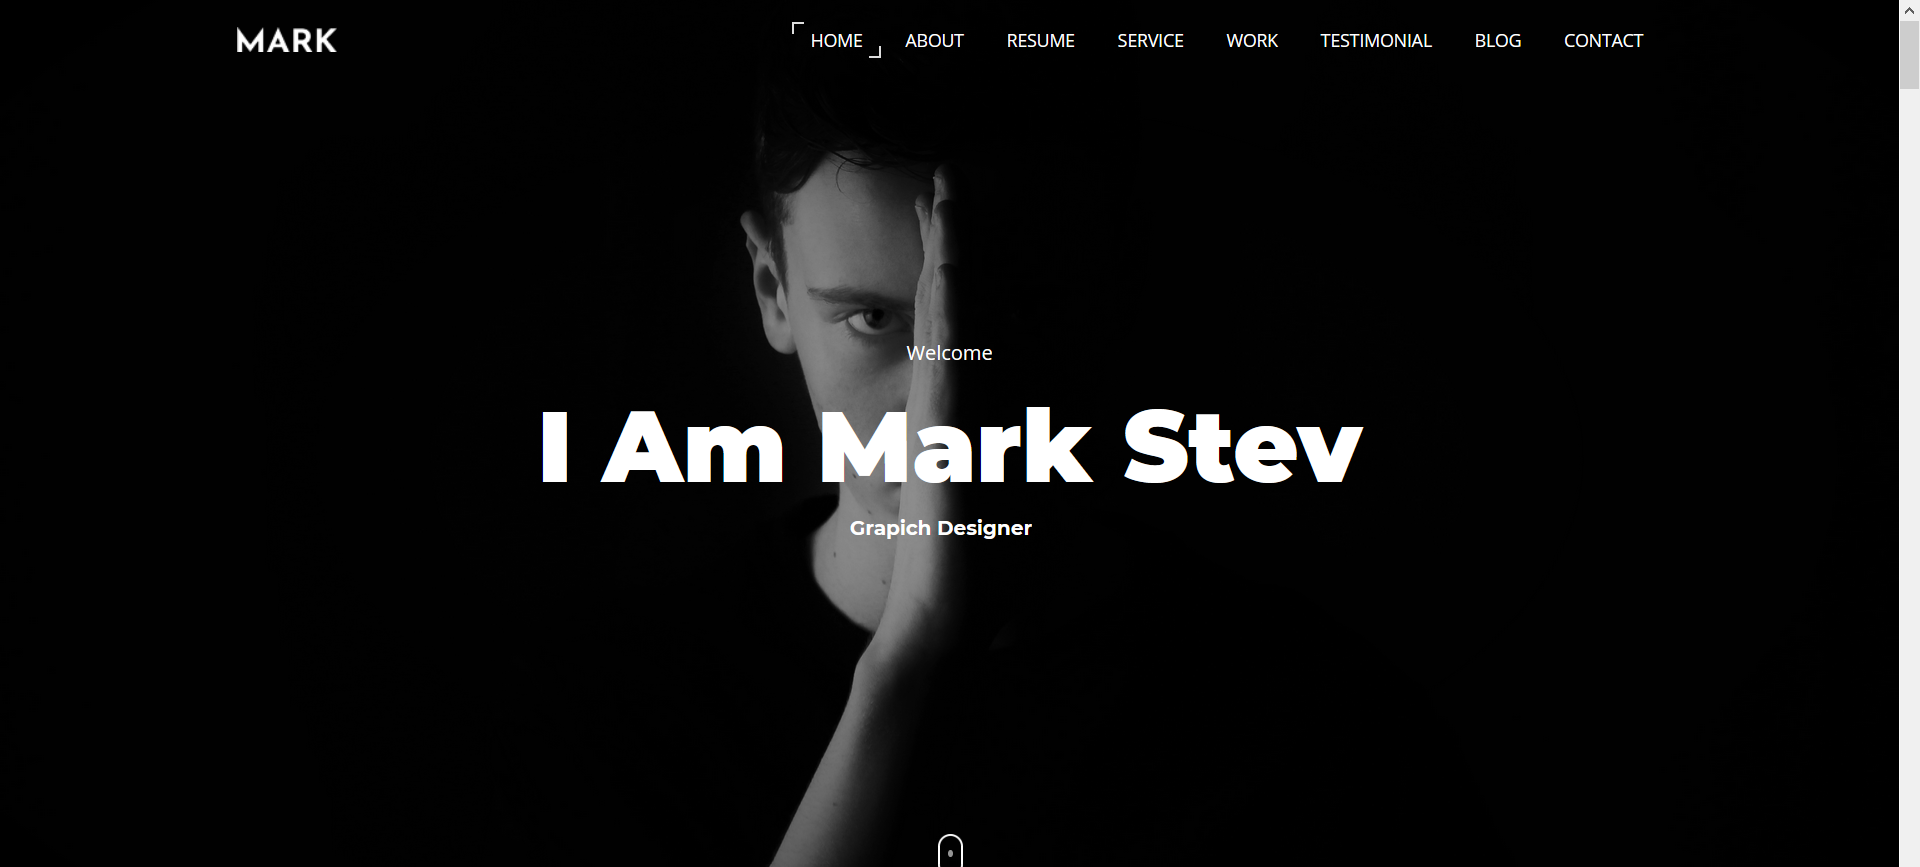 MARK
HOME ABOUT RESUME SERVICE WORK TESTIMONIAL BLOG CONTACT
Welcome
I Am Mark Stev
Grapich Designer